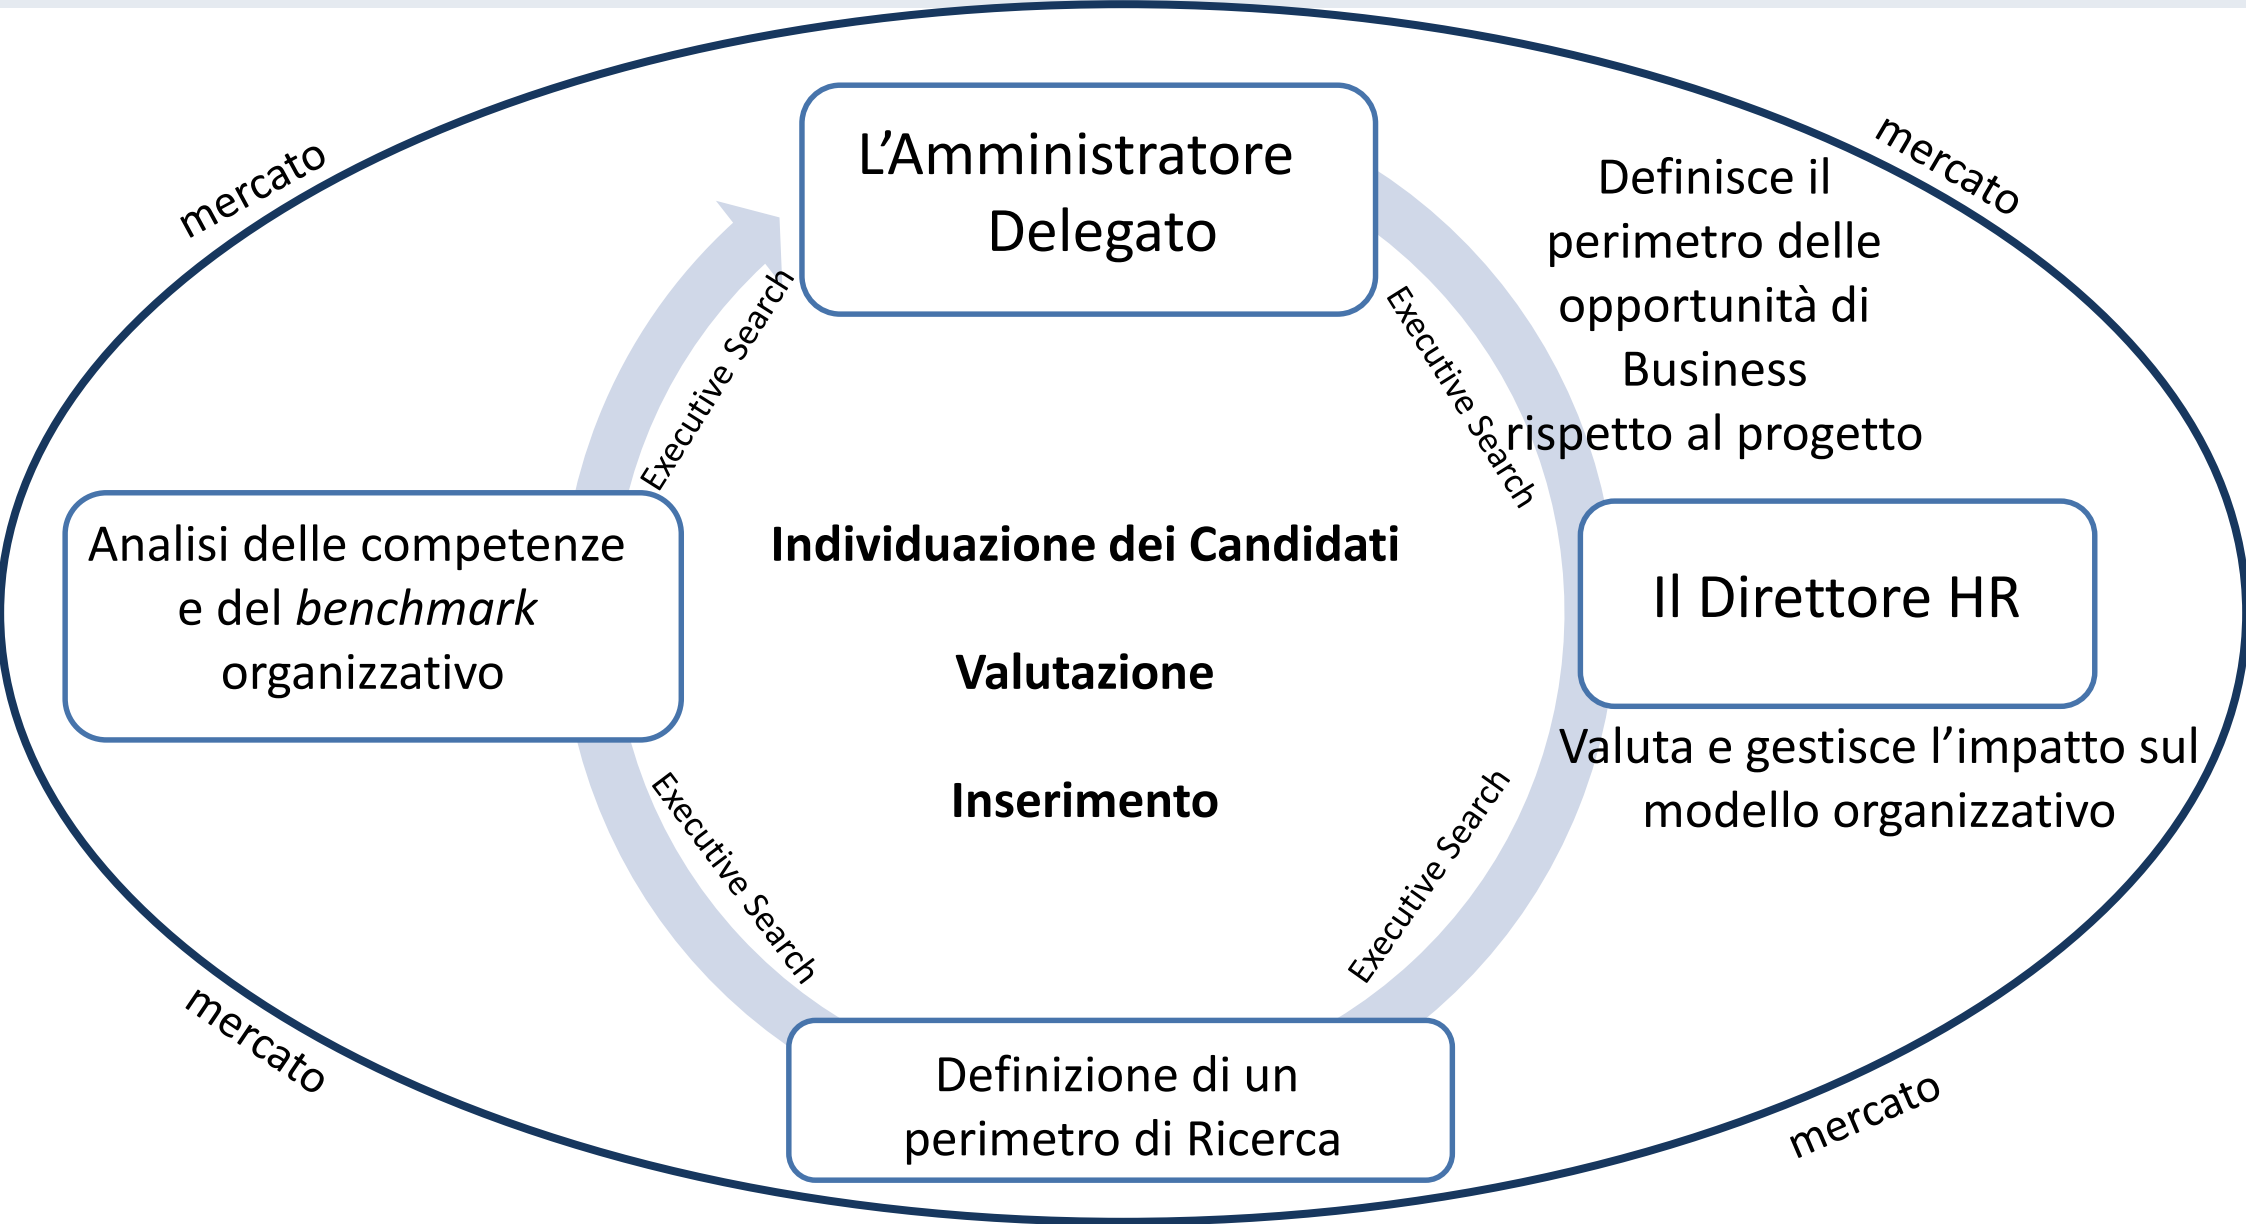 mercato
mercato
L’Amministratore
Delegato
Definisce il
perimetro delle
opportunità di
Business
rispetto al progetto
Executive Search
Executive Search
Analisi delle competenze
e del benchmark
organizzativo
Individuazione dei Candidati
Valutazione
Inserimento
Il Direttore HR
Valuta e gestisce l’impatto sul
modello organizzativo
Executive Search
Executive Search
mercato
mercato
Definizione di un
perimetro di Ricerca